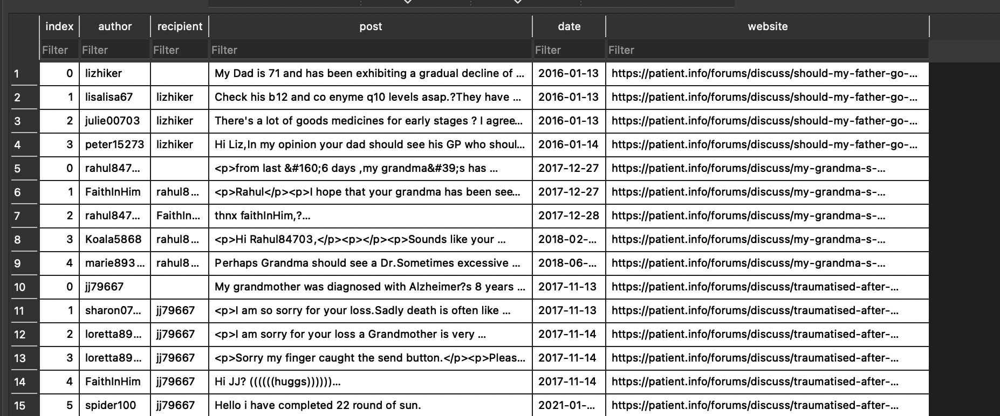 index author recipient post date website
Filter Filter Filter Filter Filter Filter
1 0 lizhiker My Dad is 71 and has been exhibiting a gradual decline of ... 2016-01-13 https://patient.info/forums/discuss/should-my-father-go-...
2 1 lisalisa67 lizhiker Check his b12 and co enyme q10 levels asap.?They have ... 2016-01-13 https://patient.info/forums/discuss/should-my-father-go-...
3 2 julie00703 lizhiker There's a lot of goods medicines for early stages ? I agree... 2016-01-13 https://patient.info/forums/discuss/should-my-father-go-...
4 3 peter15273 lizhiker Hi Liz,In my opinion your dad should see his GP who shoul... 2016-01-14 https://patient.info/forums/discuss/should-my-father-go-...
5 0 rahul847... <p>from last &#160;6 days ,my grandma&#39;s has ... 2017-12-27 https://patient.info/forums/discuss/my-grandma-s-...
6 1 FaithInHim rahul8... <p>Rahul</p><p>I hope that your grandma has been see... 2017-12-27 https://patient.info/forums/discuss/my-grandma-s-...
7 2 rahul847... FaithIn... thnx faithInHim,?... 2017-12-28 https://patient.info/forums/discuss/my-grandma-s-...
8 3 Koala5868 rahul8... <p>Hi Rahul84703,</p><p></p><p>Sounds like your ... 2018-02-... https://patient.info/forums/discuss/my-grandma-s-...
9 4 marie893... rahul8... Perhaps Grandma should see a Dr.Sometimes excessive ... 2018-06-... https://patient.info/forums/discuss/my-grandma-s-...
10 0 jj79667 My grandmother was diagnosed with Alzheimer?s 8 years ... 2017-11-13 https://patient.info/forums/discuss/traumatised-after-...
11 1 sharon07... jj79667 <p>I am so sorry for your loss.Sadly death is often like ... 2017-11-13 https://patient.info/forums/discuss/traumatised-after-...
12 2 loretta89... jj79667 <p>I am sorry for your loss a Grandmother is very ... 2017-11-14 https://patient.info/forums/discuss/traumatised-after-...
13 3 loretta89... jj79667 <p>Sorry my finger caught the send button.</p><p>Pleas... 2017-11-14 https://patient.info/forums/discuss/traumatised-after-...
14 4 FaithInHim jj79667 Hi JJ? ((((((huggs))))))... 2017-11-14 https://patient.info/forums/discuss/traumatised-after-...
15 5 spider100 jj79667 Hello i have completed 22 round of sun. 2021-01-... https://patient.info/forums/discuss/traumatised-after-...